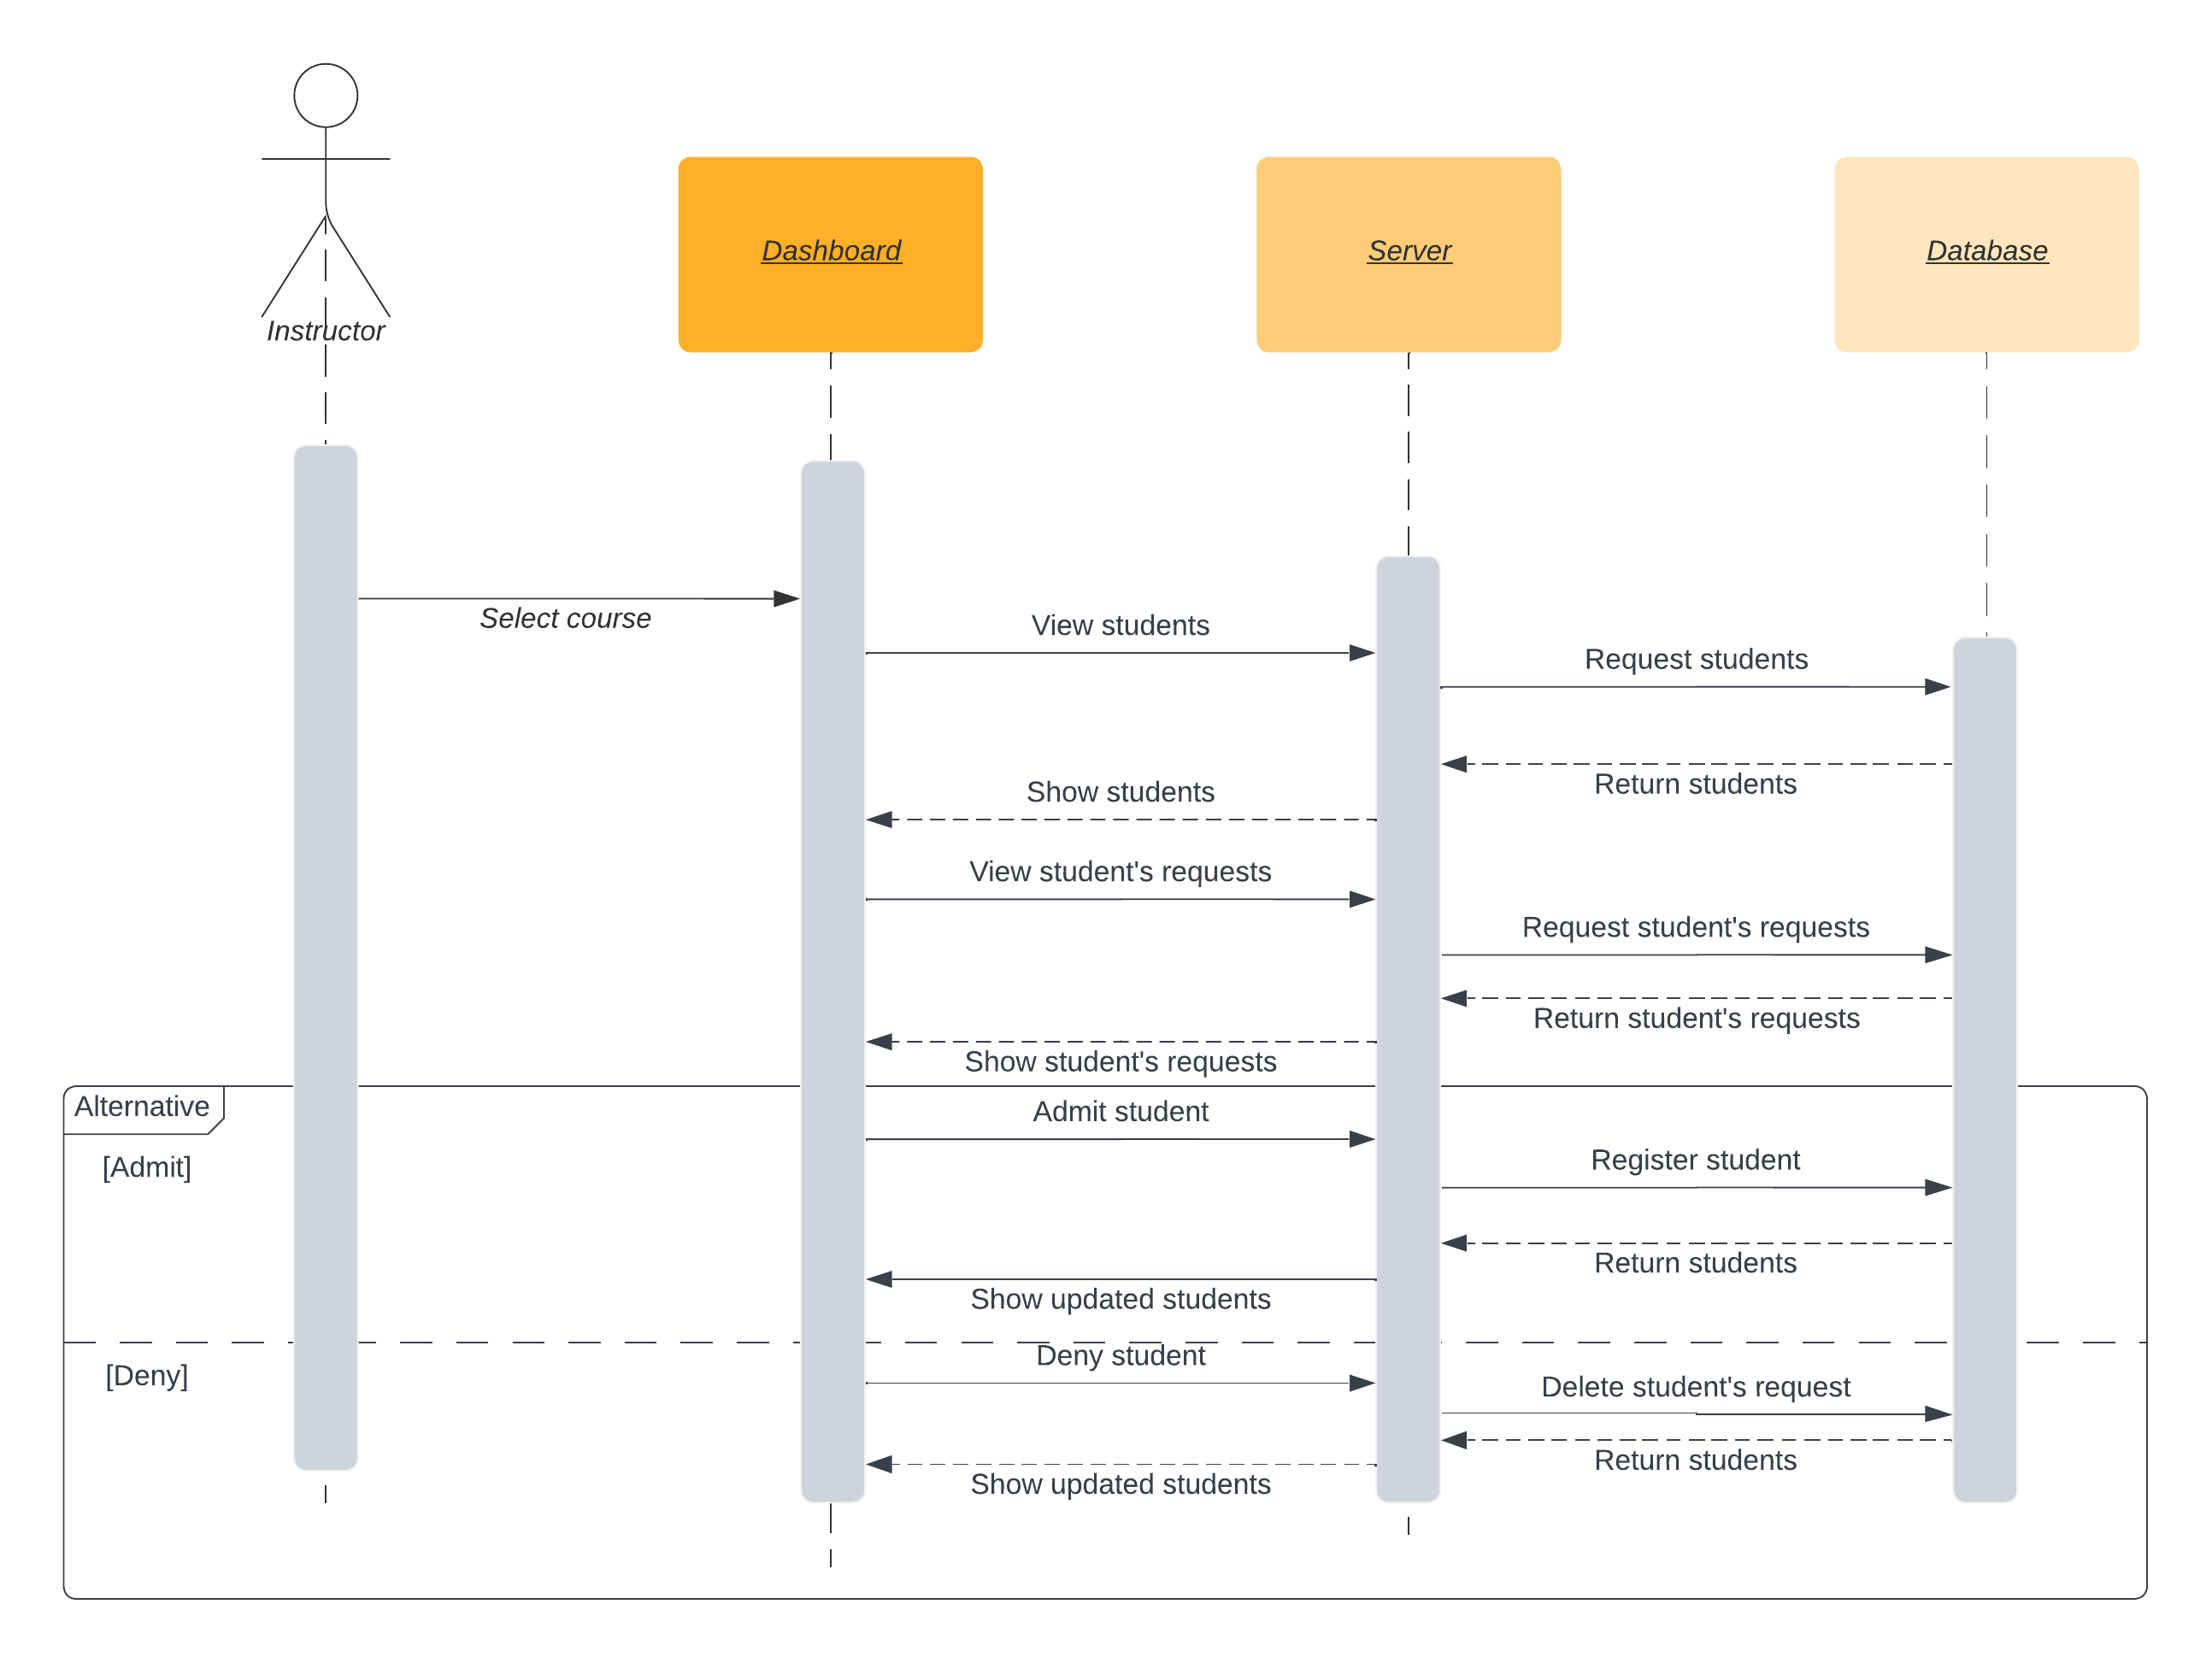 Instructor
Dashboard
Server
Database
Select course
View students
Request students
Return students
Show students
View student's requests
Request student's requests
Return student's requests
Show student's requests
Alternative
Admit student
[Admit]
Register student
Return students
Show updated students
Deny student
[Deny]
Delete student's request
Return students
Show updated students